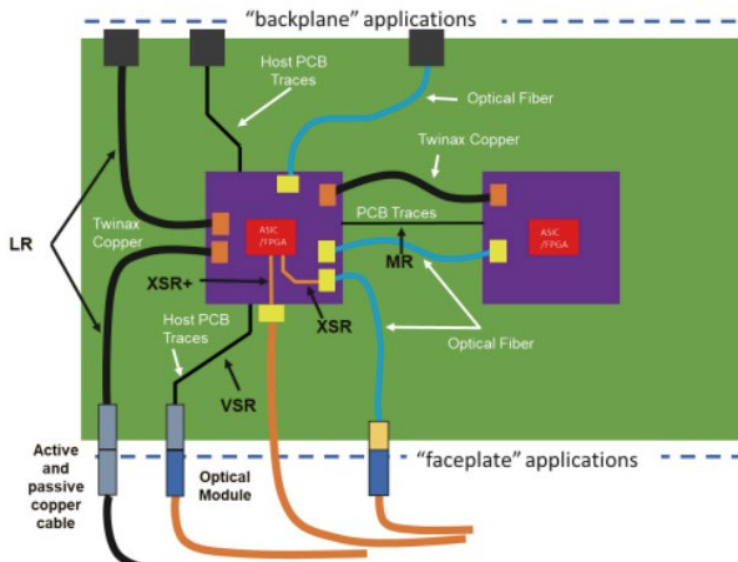 “backplane” applications
Host PCB
Traces
Optical Fiber
Twinax Copper
Twinax
Copper
LR
ASIC
/FPGA
PCB Traces
MR
ASIC
/FPGA
XSR+
XSR
Host PCB
Traces
VSR
Optical Fiber
“faceplate” applications
Active
and
passive
copper
cable
Optical
Module